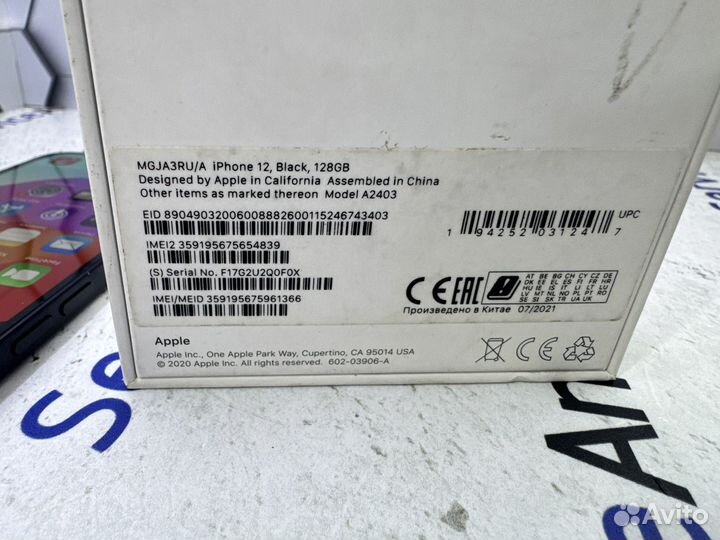 MGJA3RU/A iPhone 12, Black, 128GB
Designed by Apple in California Assembled in China
Other items as marked thereon Model A2403
EID 89049032006008882600115246743403
UPC
1 94252 03124 7
IMEI2 359195675654839
(S) Serial No. F17G2U2Q0F0X
IMEI/MEID 359195675961366
CE EAC
AT BE BG CH CY CZ DE
DK EE EL ES FI FR HR
HU IE IS IT LI LT LU
LV MT NL NO PL PT RO
SE SI SK TR UA UK
Произведено в Китае 07/2021
Apple
Apple Inc., One Apple Park Way, Cupertino, CA 95014 USA
© 2020 Apple Inc. All rights reserved. 602-03906-A
Se
An
Avito